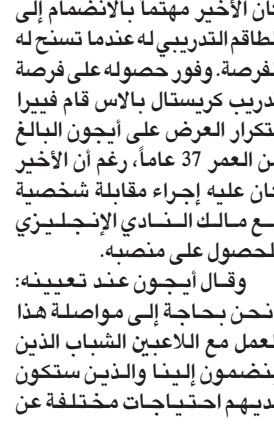 كان الأخير مهتماً بالانضمام إلى
لطاقم التدريبي له عندما تسنح له
لفرصة. وفور حصوله على فرصة
تدريب كريستال بالاس قام فييرا
بتكرار العرض على أيجون البالغ
من العمر 37 عاماً، رغم أن الأخير
كان عليه إجراء مقابلة شخصية
مع مالك النادي الإنجليزي
للحصول على منصبه.
وقال أيجون عند تعيينه:
نحن بحاجة إلى مواصلة هذا
لعمل مع اللاعبين الشباب الذين
ينضمون إلينا والذين ستكون
لديهم احتياجات مختلفة عن